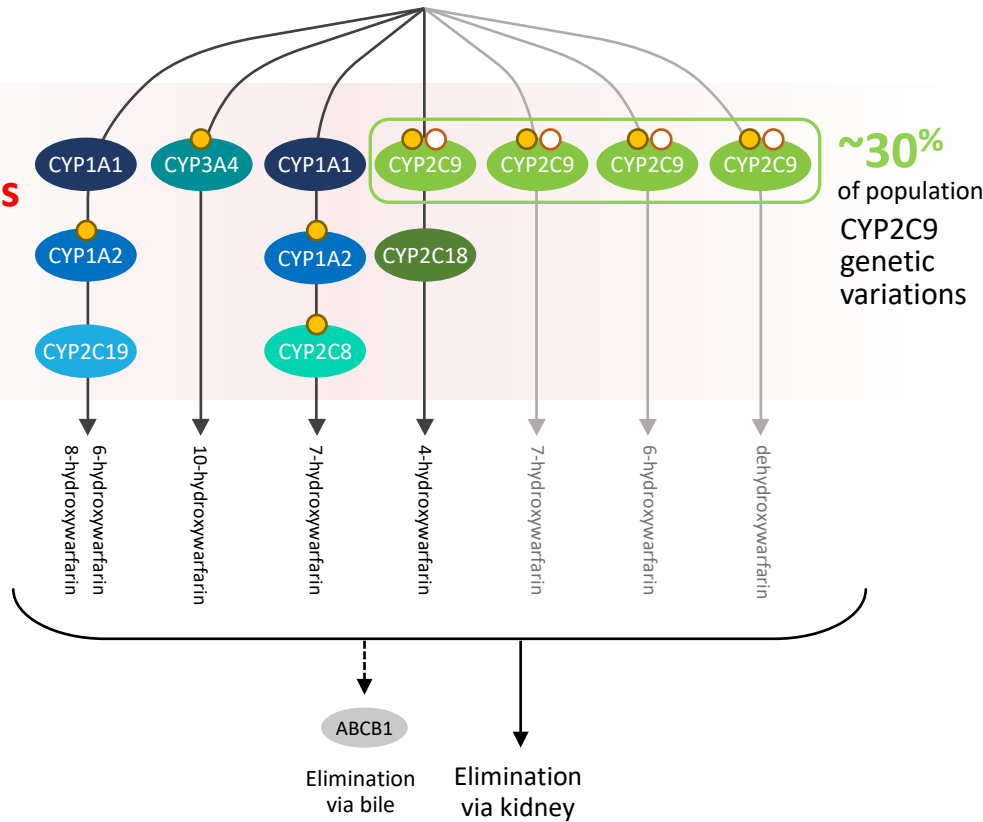 CYP1A1
CYP3A4
CYP1A1
CYP2C9
CYP2C9
CYP2C9
CYP2C9
~30%
of population
CYP2C9
genetic
variations
s
CYP1A2
CYP1A2
CYP2C18
CYP2C19
CYP2C8
6-hydroxywarfarin
8-hydroxywarfarin
10-hydroxywarfarin
7-hydroxywarfarin
4-hydroxywarfarin
7-hydroxywarfarin
6-hydroxywarfarin
dehydroxywarfarin
ABCB1
Elimination
via bile
Elimination
via kidney